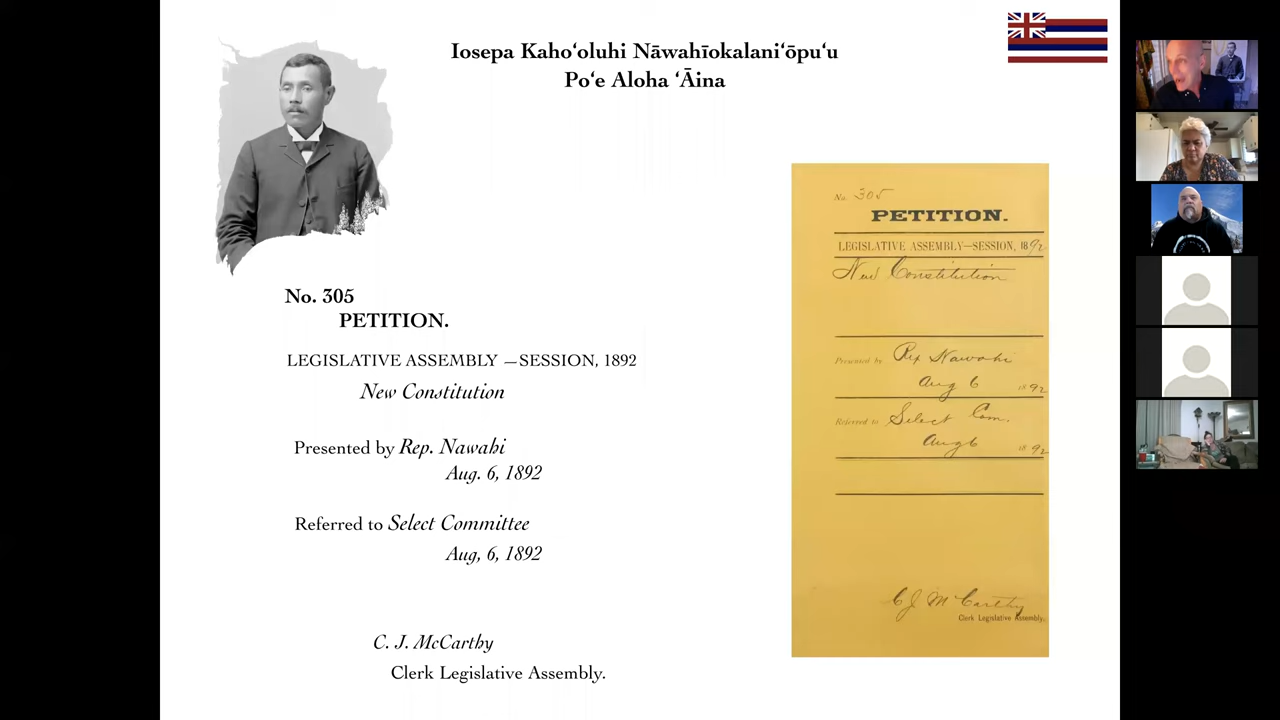 Iosepa Kahoʻoluhi Nāwahīokalaniʻōpuʻu
Poʻe Aloha ʻĀina
No. 305
PETITION.
LEGISLATIVE ASSEMBLY —SESSION, 1892
New Constitution
Presented by Rep. Nawahi
Aug. 6, 1892
Referred to Select Committee
Aug, 6, 1892
C. J. McCarthy
Clerk Legislative Assembly.
No. 305
PETITION.
LEGISLATIVE ASSEMBLY—SESSION, 1892
New Constitution
Presented by Rep Nawahi
Aug 6 1892
Referred to Select Com.
Aug 6 1892
C J McCarthy
Clerk Legislative Assembly.